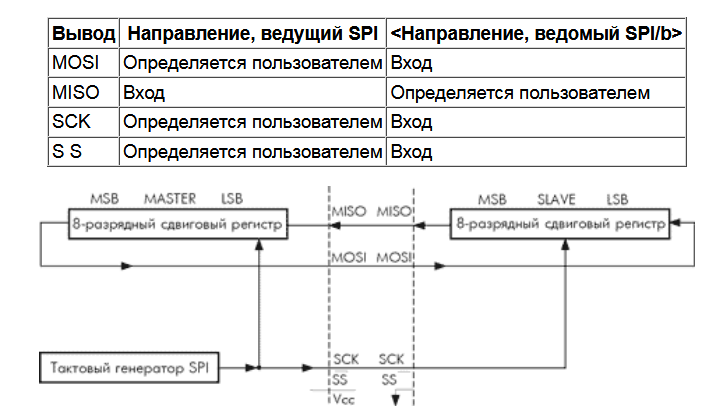 Вывод Направление, ведущий SPI <Направление, ведомый SPI/b>
MOSI Определяется пользователем Вход
MISO Вход Определяется пользователем
SCK Определяется пользователем Вход
S S Определяется пользователем Вход
MSB MASTER LSB MSB SLAVE LSB
8-разрядный сдвиговый регистр MISO MISO 8-разрядный сдвиговый регистр
MOSI MOSI
Тактовый генератор SPI SCK SCK
SS SS
Vcc